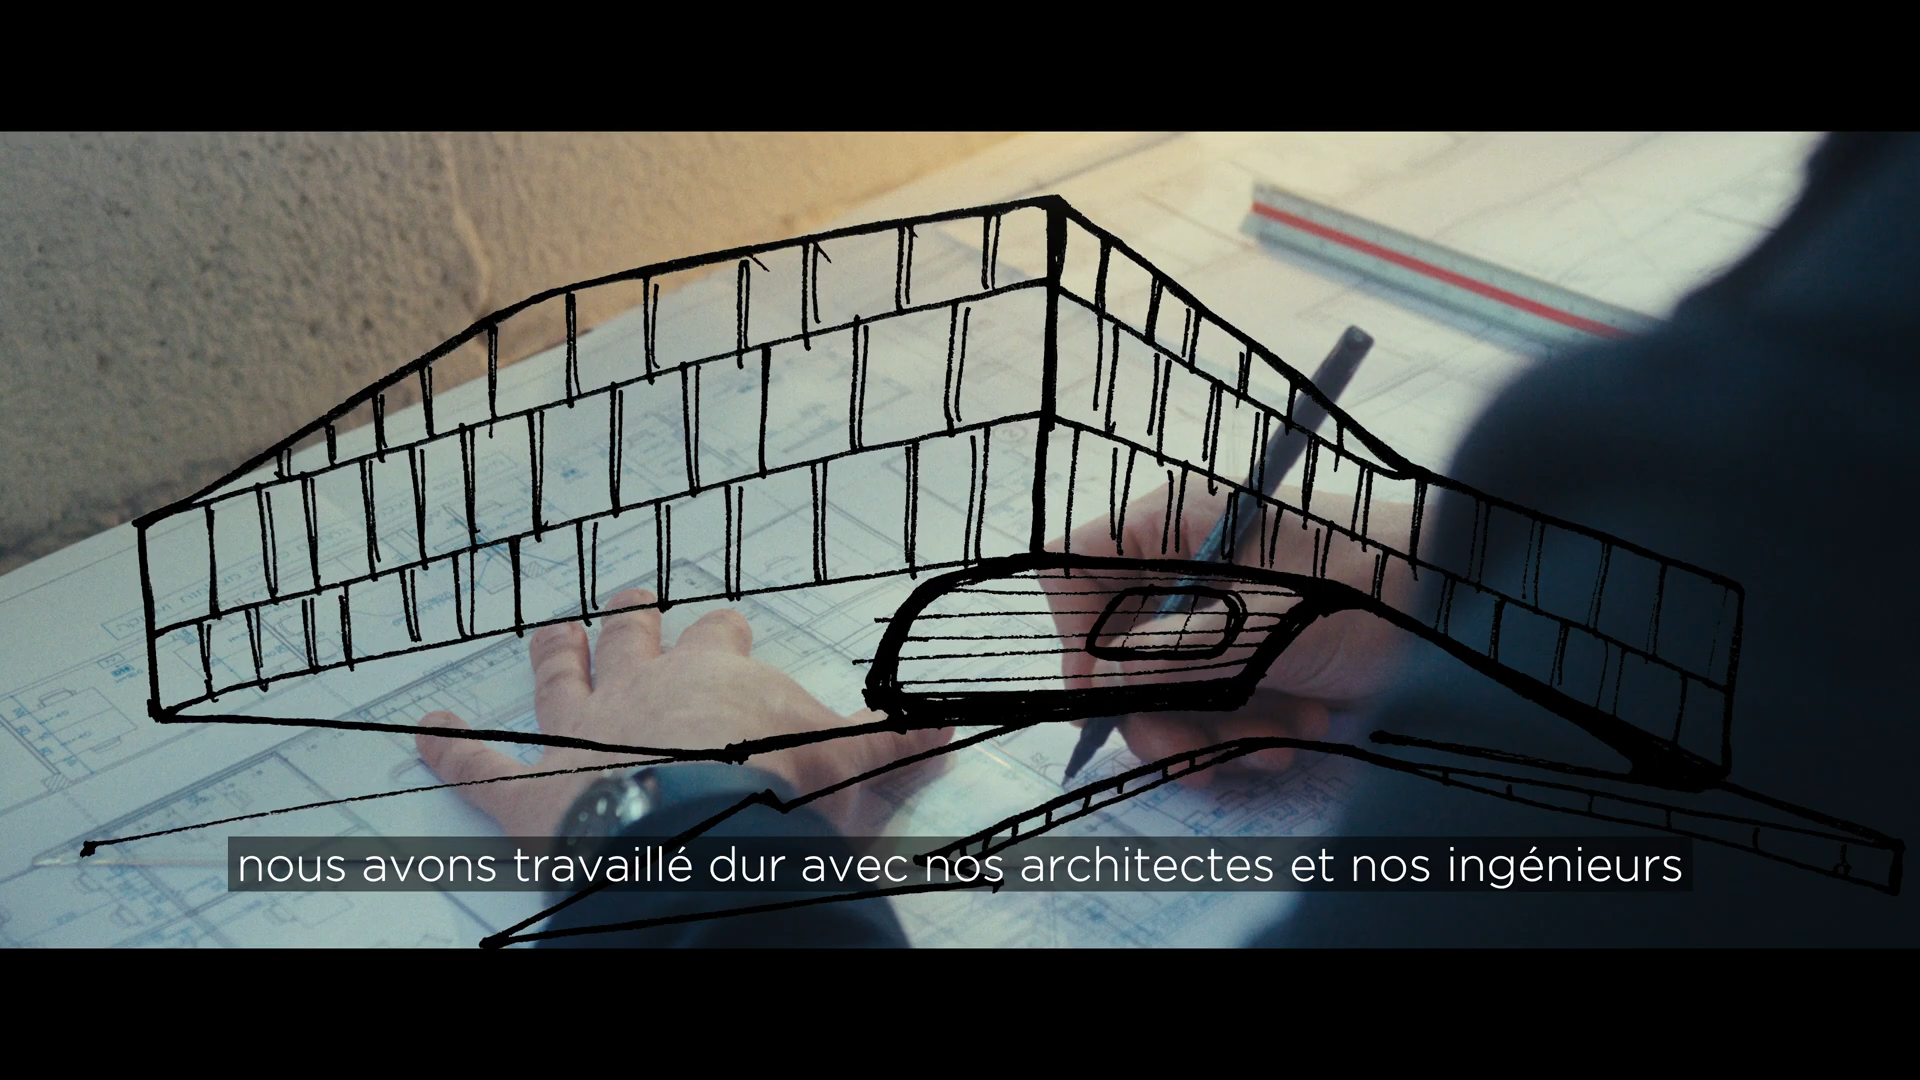 nous avons travaillé dur avec nos architectes et nos ingénieurs